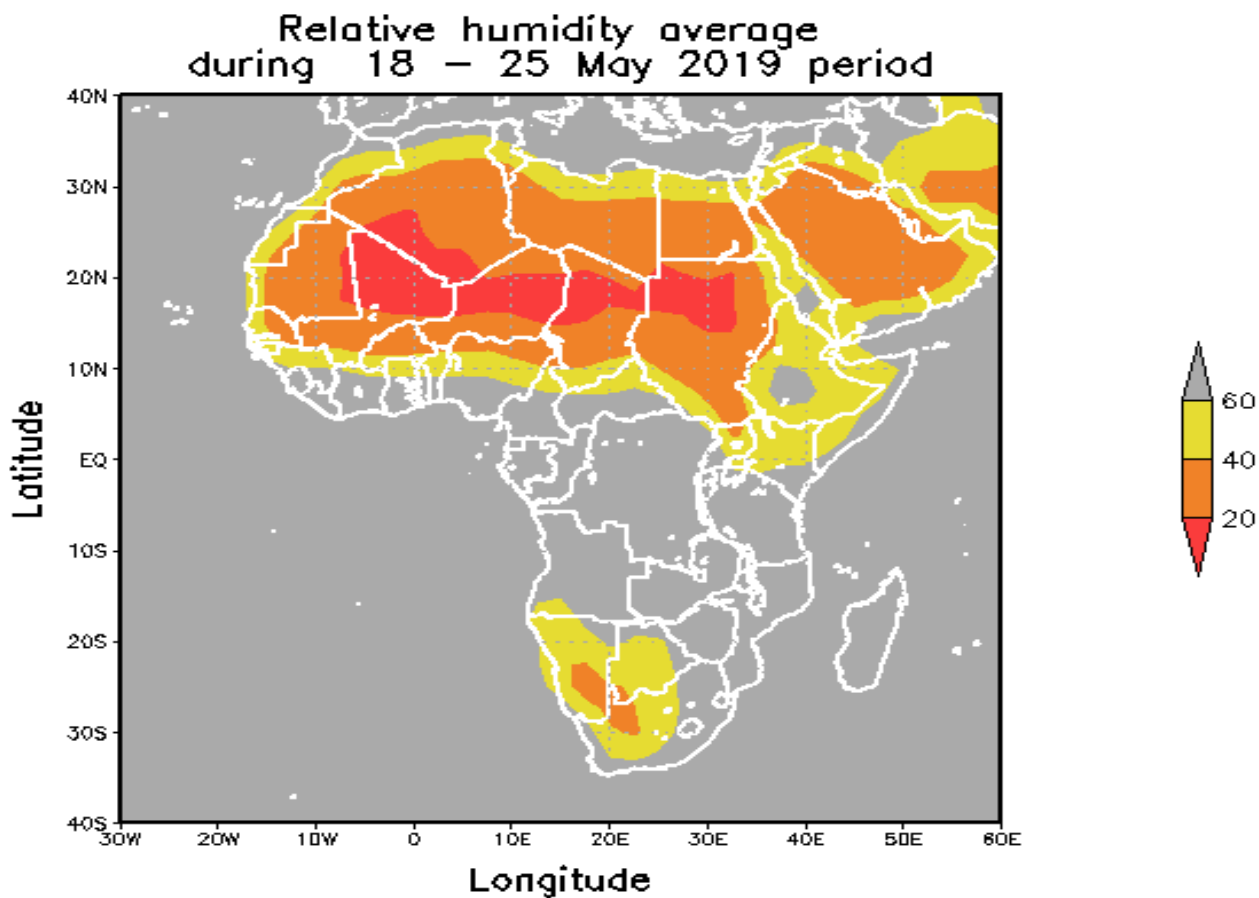 Relative humidity average
during 18 – 25 May 2019 period
40N
30N
20N
10N
EQ
10S
20S
30S
40S
Latitude
30W 20W 10W 0 10E 20E 30E 40E 50E 60E
Longitude
60
40
20